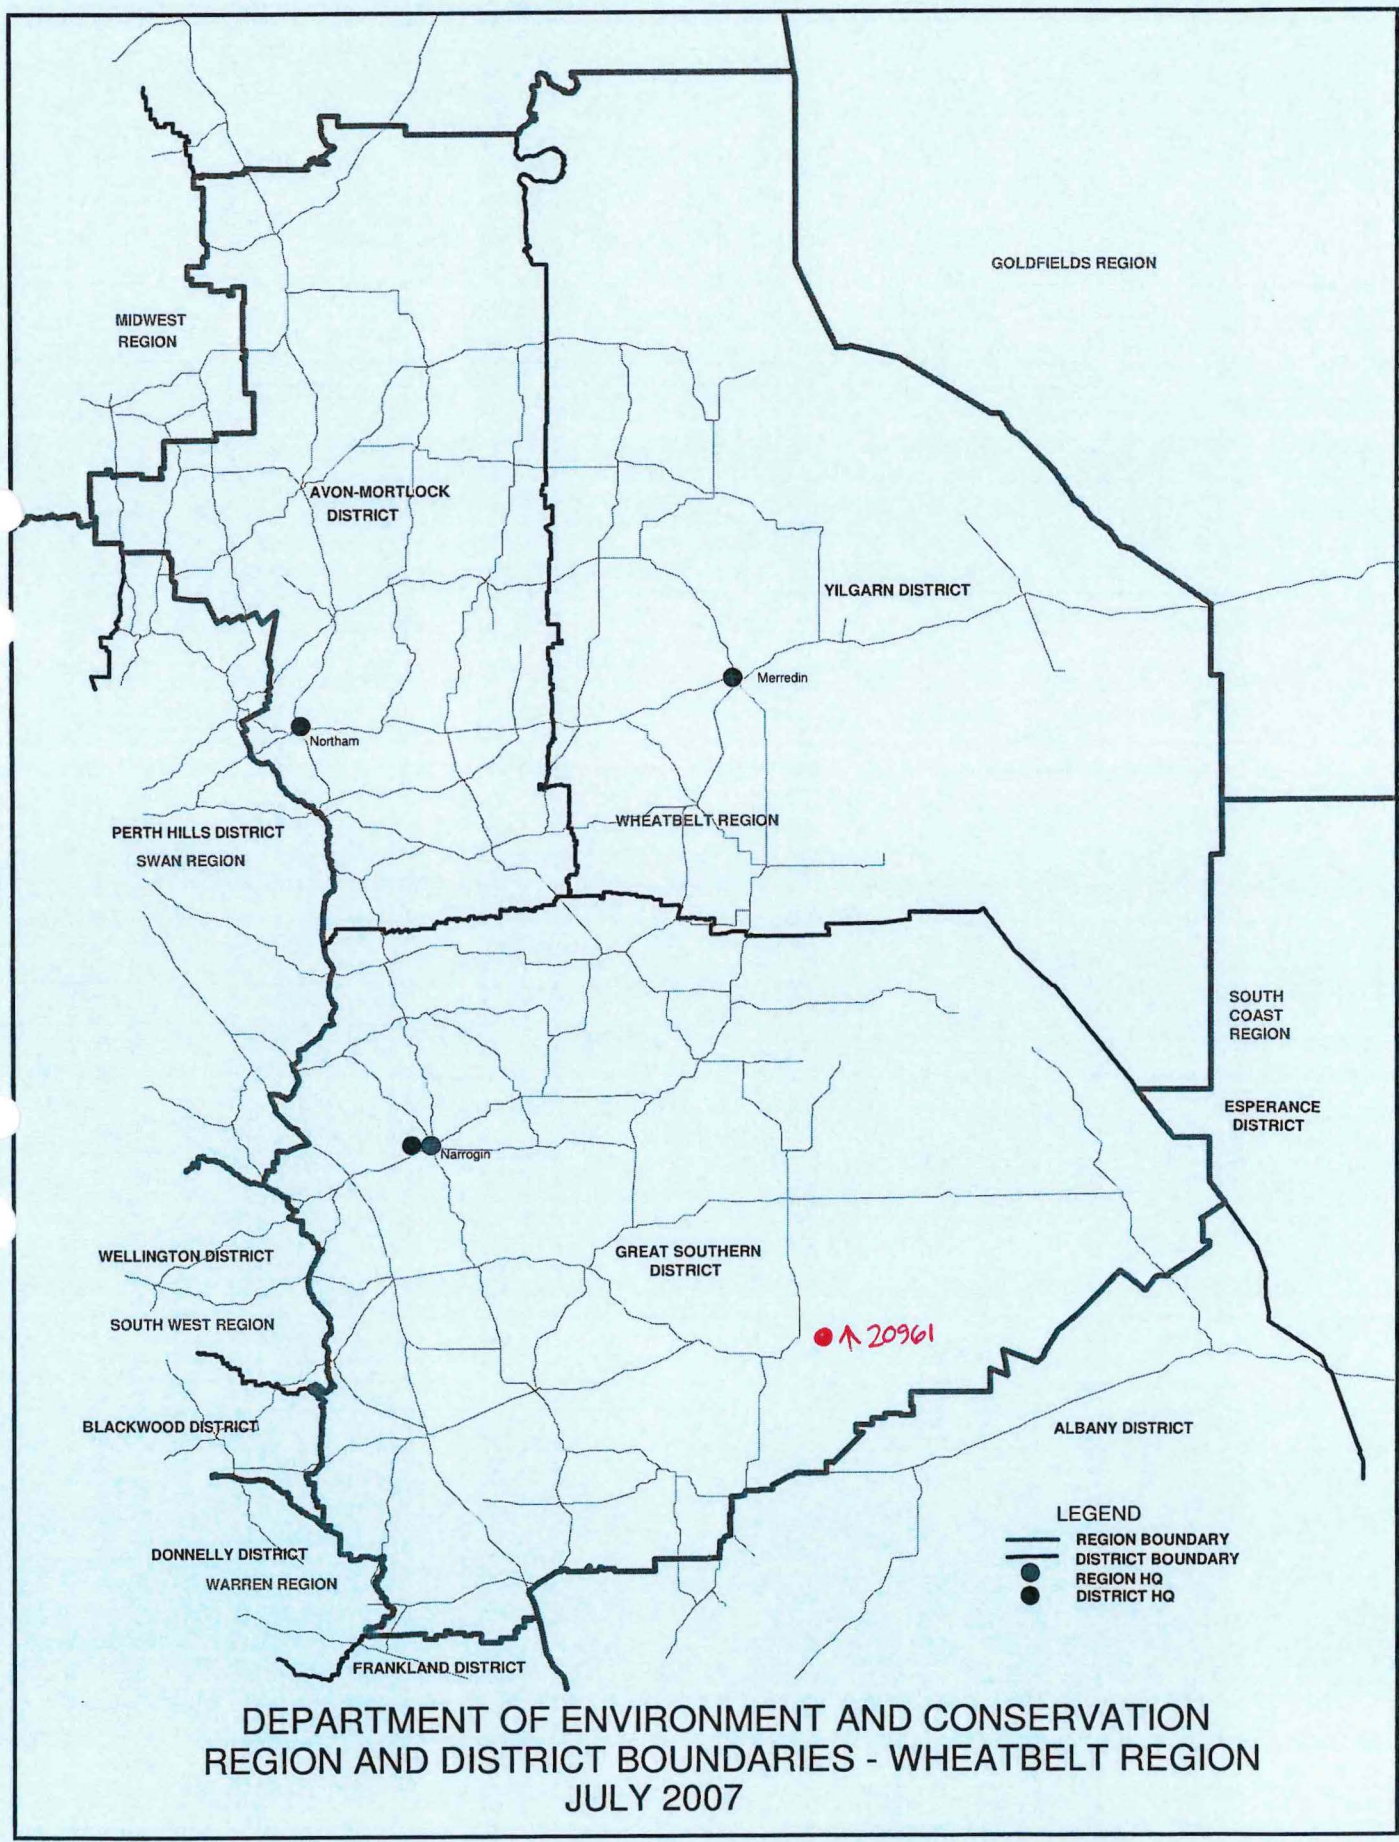 GOLDFIELDS REGION
MIDWEST
REGION
AVON-MORTLOCK
DISTRICT
YILGARN DISTRICT
Merredin
Northam
WHEATBELT REGION
PERTH HILLS DISTRICT
SWAN REGION
SOUTH
COAST
REGION
ESPERANCE
DISTRICT
Narrogin
WELLINGTON DISTRICT
GREAT SOUTHERN
DISTRICT
SOUTH WEST REGION
↑ 20961
BLACKWOOD DISTRICT
ALBANY DISTRICT
LEGEND
REGION BOUNDARY
DISTRICT BOUNDARY
REGION HQ
DISTRICT HQ
DONNELLY DISTRICT
WARREN REGION
FRANKLAND DISTRICT
DEPARTMENT OF ENVIRONMENT AND CONSERVATION
REGION AND DISTRICT BOUNDARIES - WHEATBELT REGION
JULY 2007